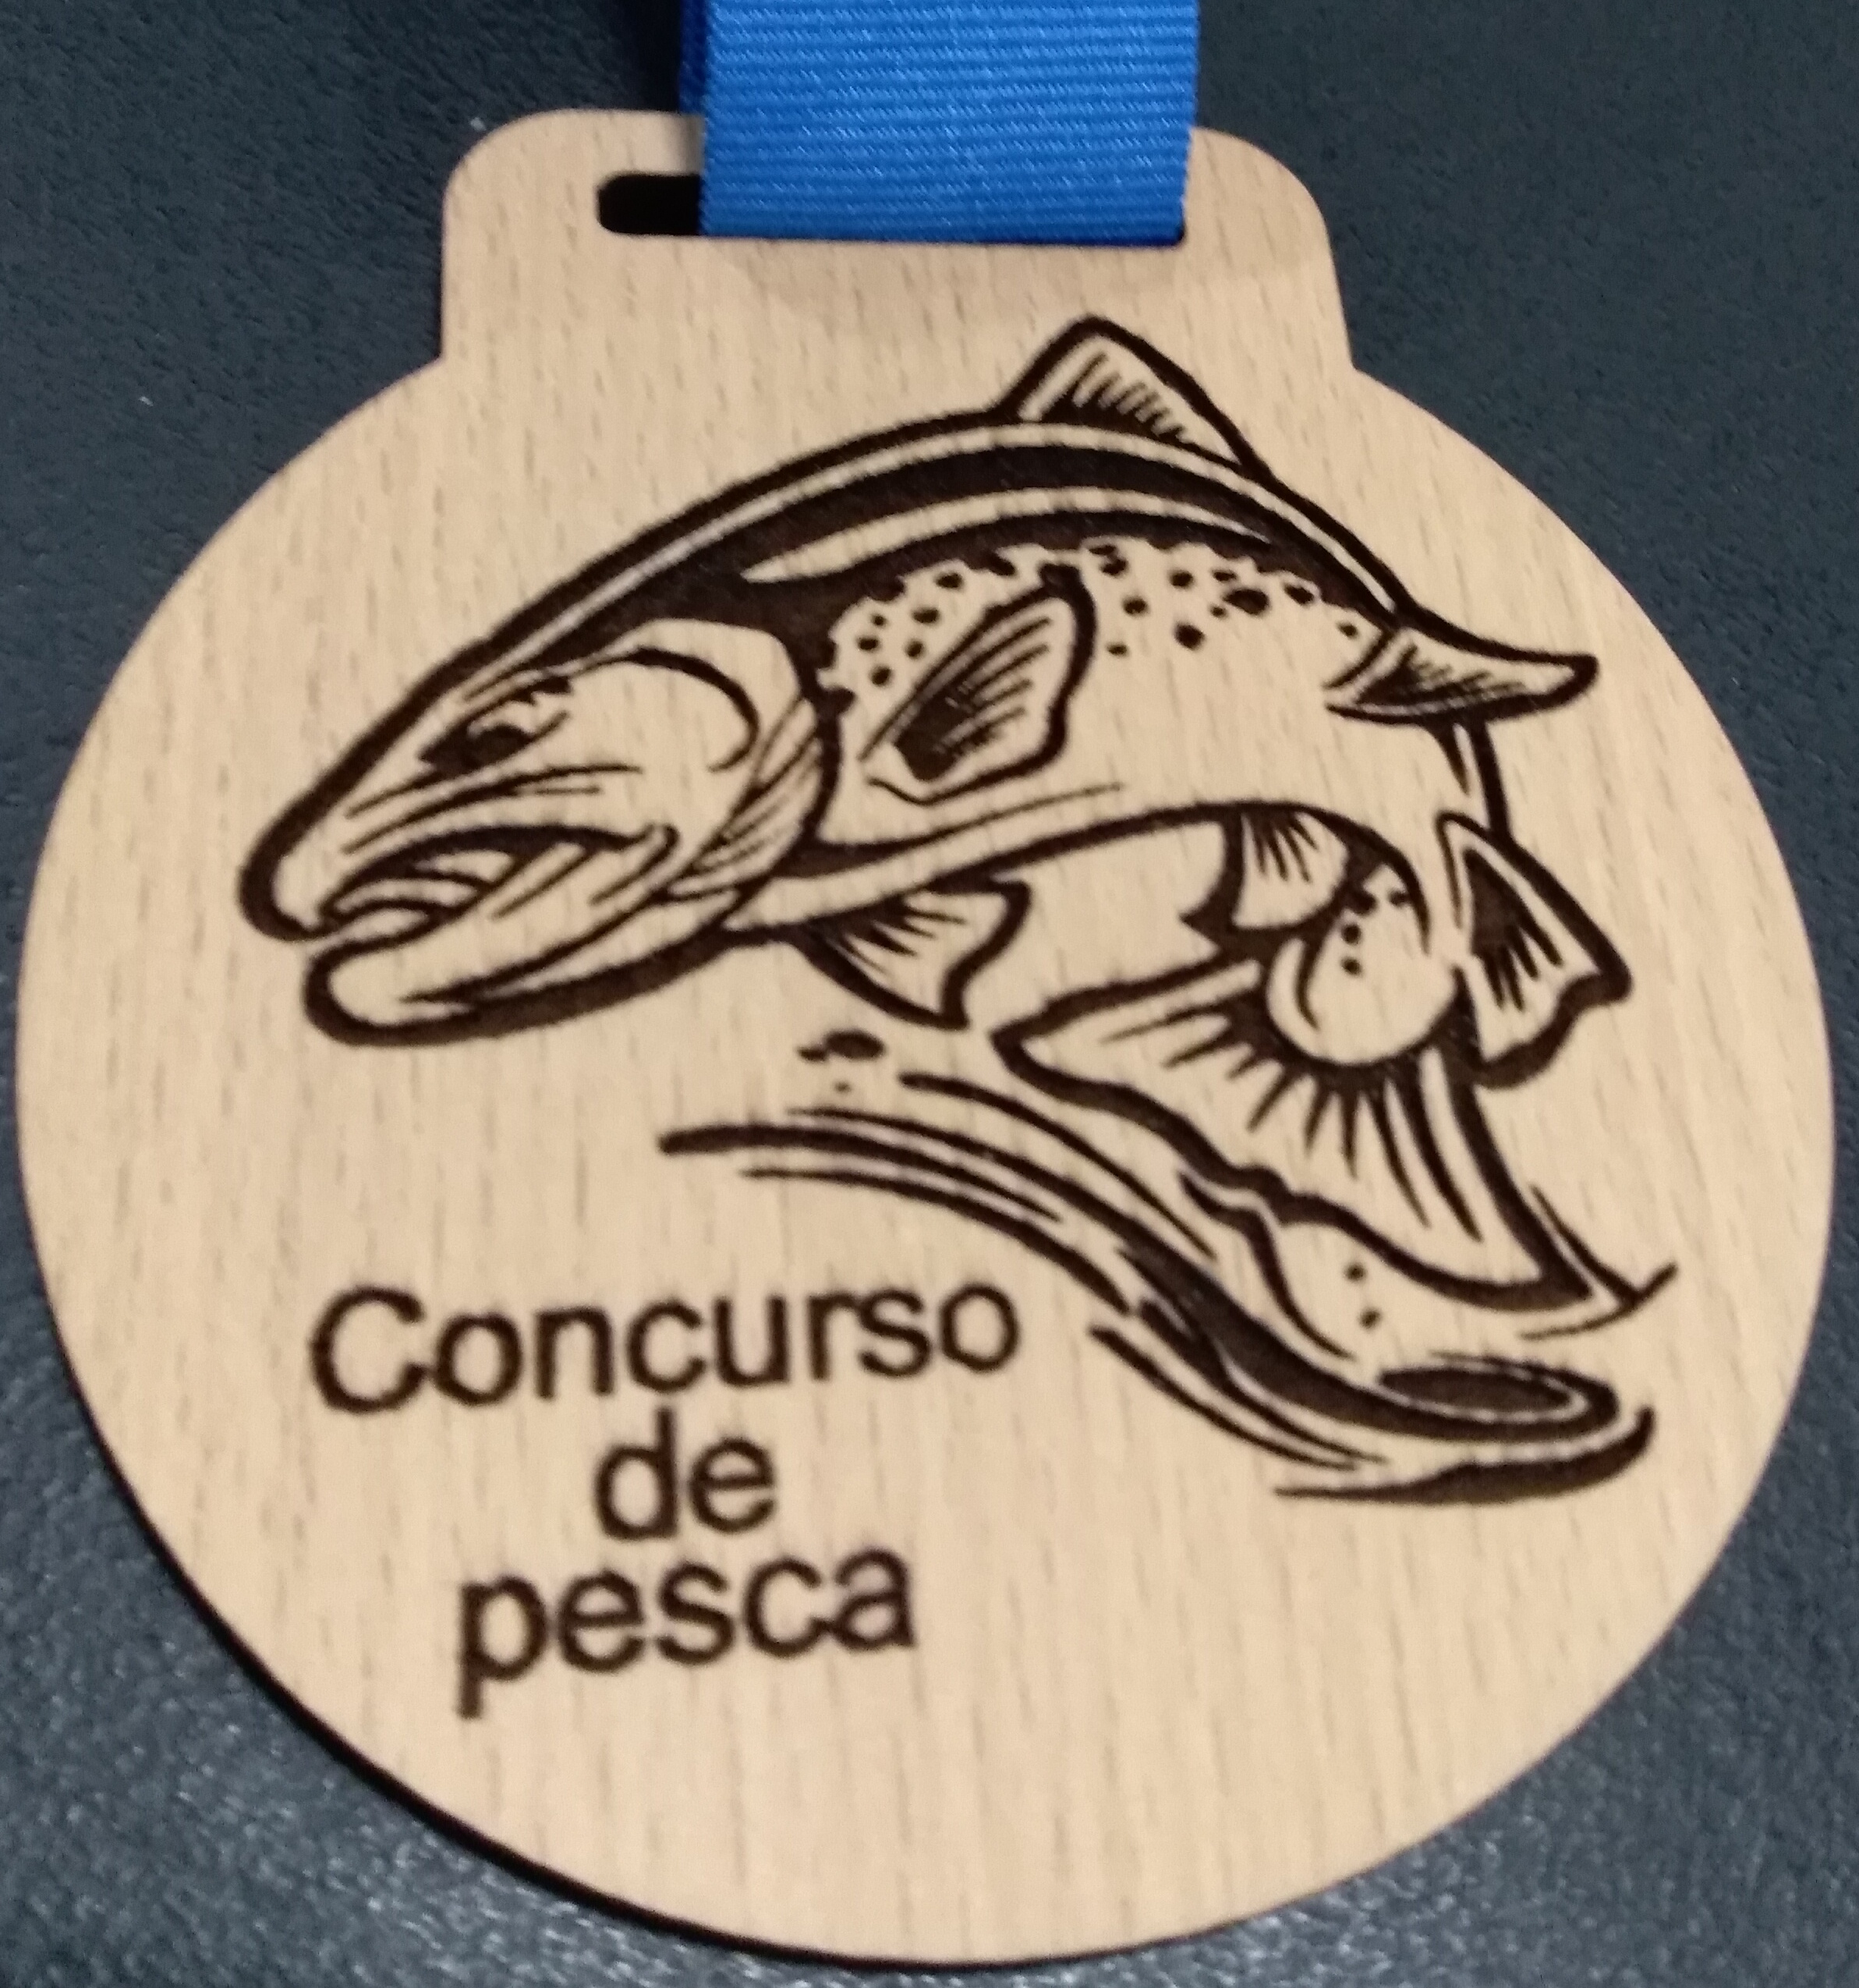 Concurso
de
pesca